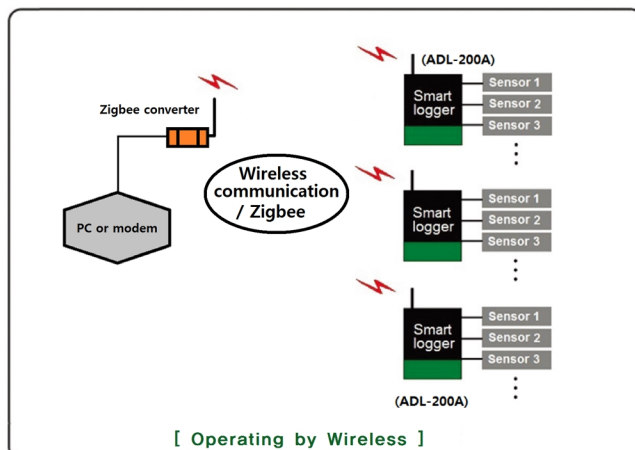 Zigbee converter
PC or modem
Wireless
communication
/ Zigbee
(ADL-200A)
Smart
logger
Sensor 1
Sensor 2
Sensor 3
Smart
logger
Sensor 1
Sensor 2
Sensor 3
Smart
logger
Sensor 1
Sensor 2
Sensor 3
(ADL-200A)
[ Operating by Wireless ]